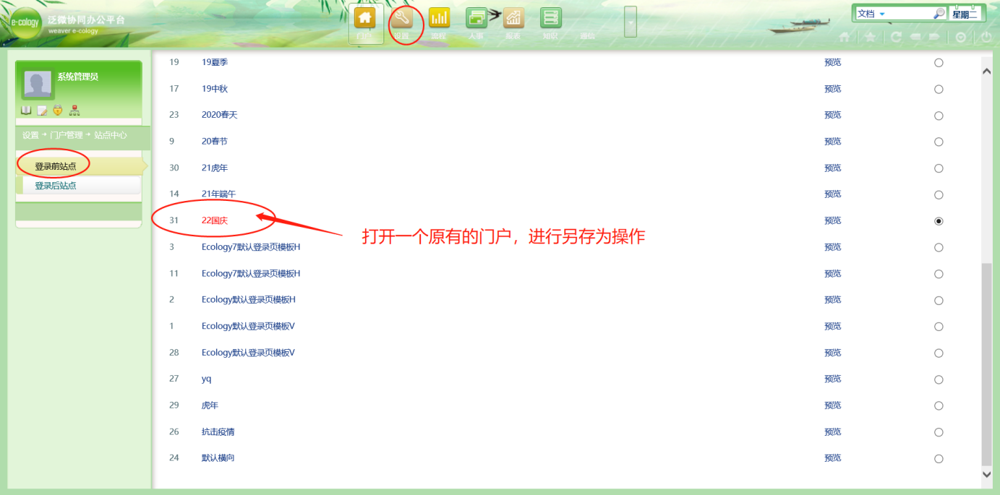 e-cology
泛微协同办公平台
weaver e-cology
门户
设置
流程
人事
报表
知识
通信
文档
星期二
系统管理员
设置 → 门户管理 → 站点中心
登录前站点
登录后站点
19 19夏季 预览
17 19中秋 预览
23 2020春天 预览
9 20春节 预览
30 21虎年 预览
14 21年端午 预览
31 22国庆 预览
打开一个原有的门户，进行另存为操作
3 Ecology7默认登录页模板H 预览
11 Ecology7默认登录页模板H 预览
2 Ecology默认登录页模板H 预览
1 Ecology默认登录页模板V 预览
28 Ecology默认登录页模板V 预览
27 yq 预览
29 虎年 预览
26 抗击疫情 预览
24 默认横向 预览